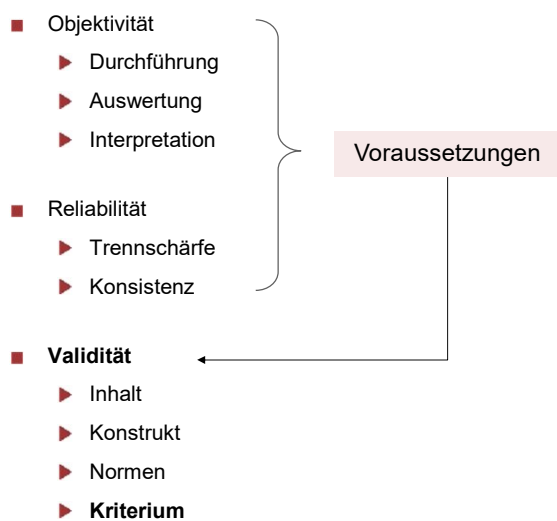 Objektivität
Durchführung
Auswertung
Interpretation
Voraussetzungen
Reliabilität
Trennschärfe
Konsistenz
Validität
Inhalt
Konstrukt
Normen
Kriterium